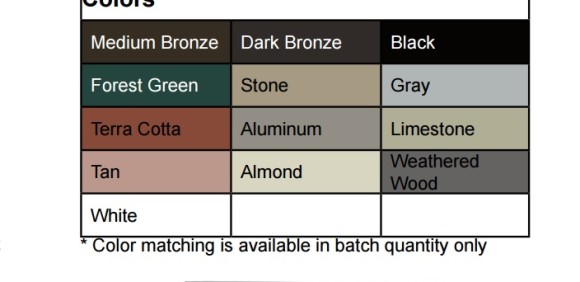 Colors
Medium Bronze Dark Bronze Black
Forest Green Stone Gray
Terra Cotta Aluminum Limestone
Tan Almond Weathered
Wood
White
* Color matching is available in batch quantity only